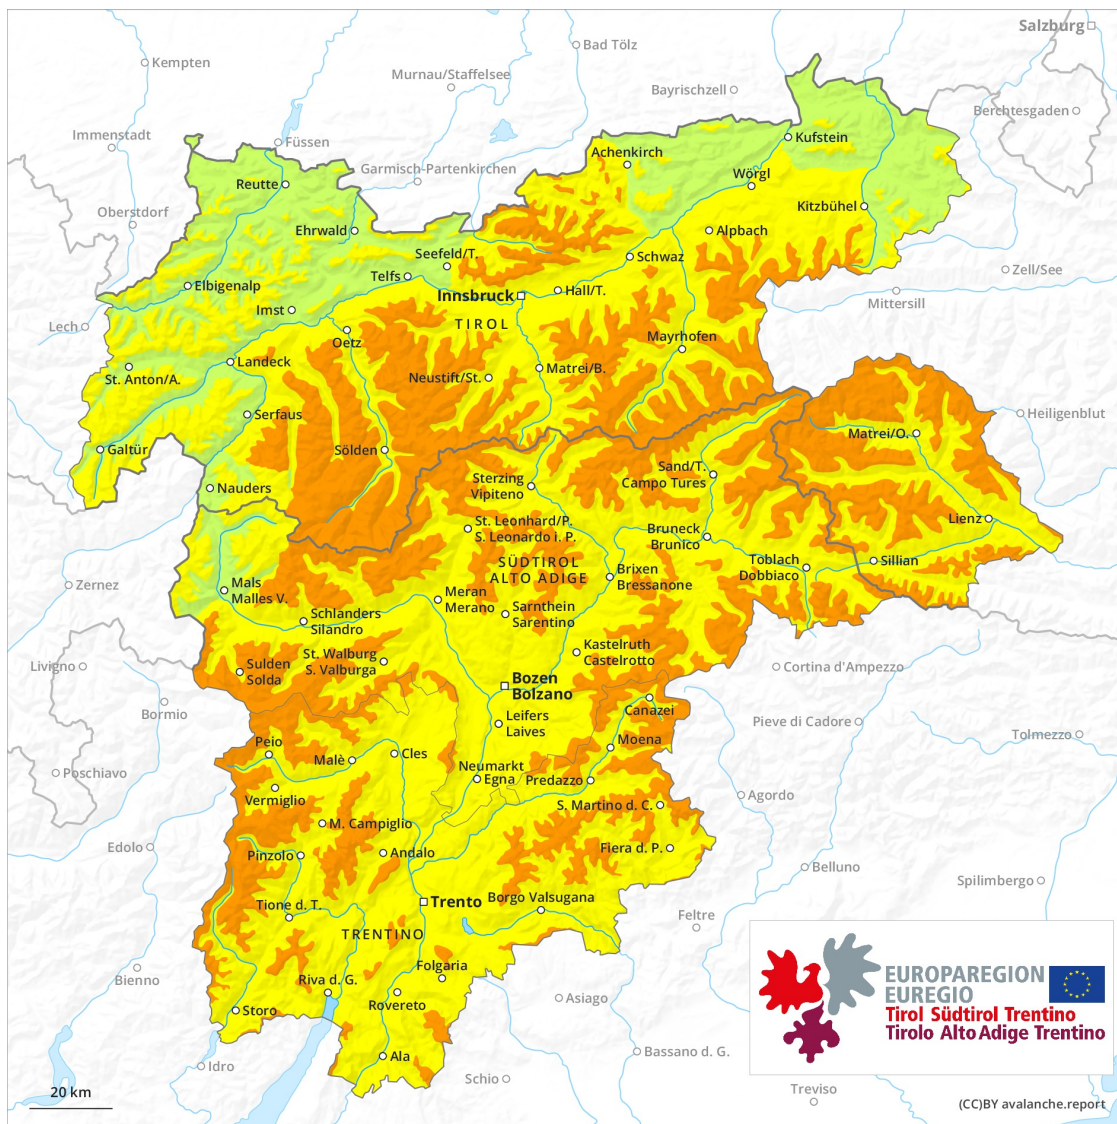 Salzburg
Kempten
Bad Tölz
Murnau/Staffelsee
Bayrischzell
Berchtesgaden
Immenstadt
Füssen
Kufstein
Achenkirch
Garmisch-Partenkirchen
Wörgl
Reutte
Oberstdorf
Kitzbühel
Ehrwald
Alpbach
Seefeld/T.
Schwaz
Zell/See
Telfs
Elbigenalp
Innsbruck
Hall/T.
Mittersill
Imst
Lech
TIROL
Oetz
Mayrhofen
Landeck
Matrei/B.
St. Anton/A.
Neustift/St.
Serfaus
Heiligenblut
Matrei/O.
Galtür
Sölden
Sand/T.
Campo Tures
Sterzing
Vipiteno
Nauders
St. Leonhard/P.
S. Leonardo i. P.
Lienz
Bruneck
Brunico
SÜDTIROL
ALTO ADIGE
Toblach
Dobbiaco
Sillian
Brixen
Bressanone
Zernez
Mals
Malles V.
Meran
Merano
Sarnthein
Sarentino
Schlanders
Silandro
Kastelruth
Castelrotto
St. Walburg
S. Valburga
Livigno
Sulden
Solda
Cortina d'Ampezzo
Bozen
Bolzano
Bormio
Canazei
Leifers
Laives
Pieve di Cadore
Tolmezzo
Moena
Peio
Cles
Malè
Poschiavo
Neumarkt
Egna
Predazzo
Vermiglio
Agordo
S. Martino d. C.
M. Campiglio
Edolo
Fiera d. P.
Pinzolo
Andalo
Belluno
Spilimbergo
Borgo Valsugana
Trento
Tione d. T.
Feltre
TRENTINO
Folgaria
Bienno
Riva d. G.
Rovereto
Asiago
Storo
Ala
Bassano d. G.
Idro
Schio
Treviso
EUROPAREGION
EUREGIO
Tirol Südtirol Trentino
Tirolo Alto Adige Trentino
20 km
(CC)BY avalanche.report